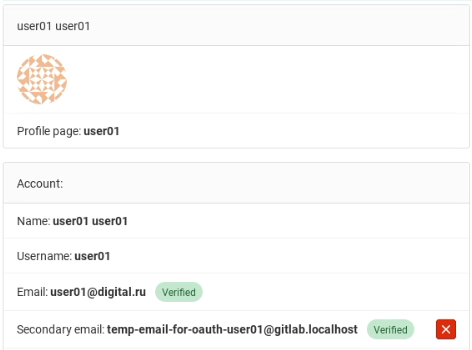 user01 user01
Profile page: user01
Account:
Name: user01 user01
Username: user01
Email: user01@digital.ru Verified
Secondary email: temp-email-for-oauth-user01@gitlab.localhost Verified